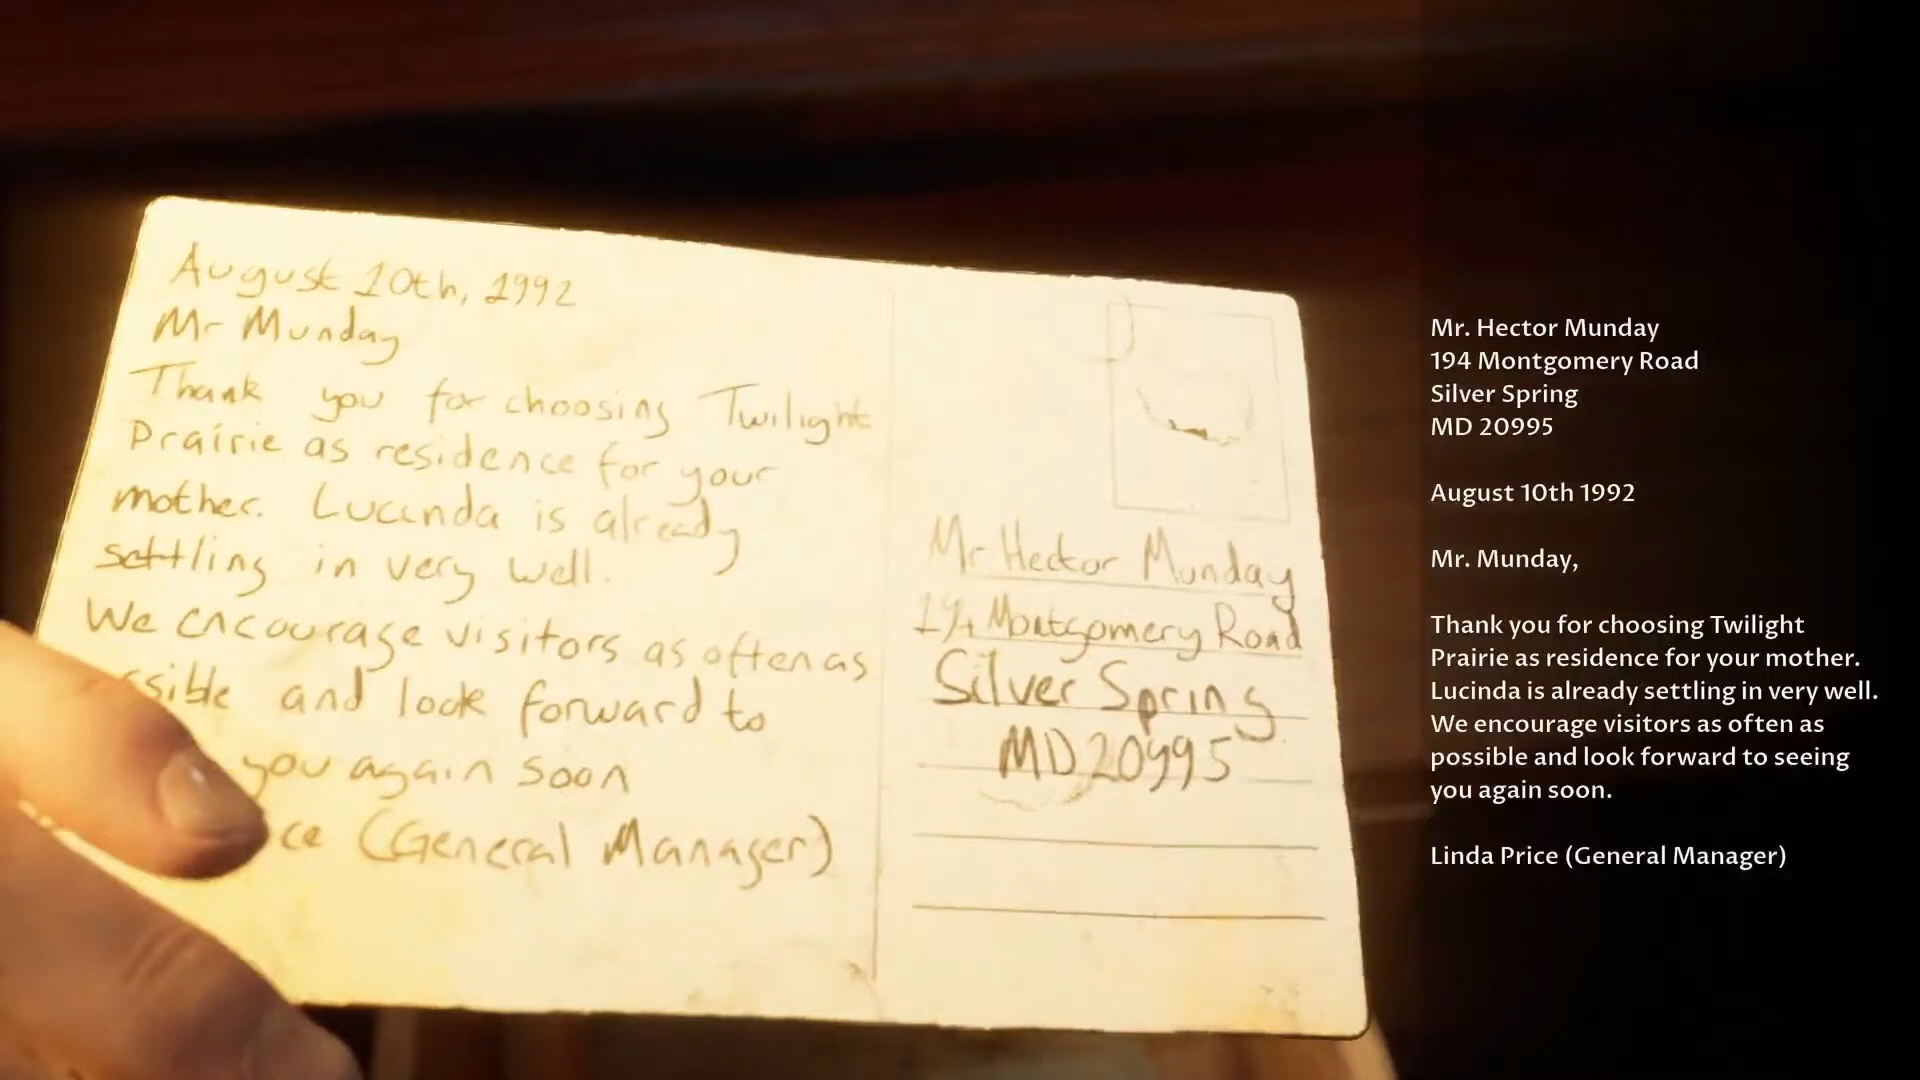 August 10th, 1992
Mr Munday
Thank you for choosing Twilight
Prairie as residence for your
mother. Lucinda is already
settling in very well.
We encourage visitors as often as
ssible and look forward to
you again soon
ce (General Manager)
Mr Hector Munday
194 Montgomery Road
Silver Spring
MD 20995
Mr. Hector Munday
194 Montgomery Road
Silver Spring
MD 20995
August 10th 1992
Mr. Munday,
Thank you for choosing Twilight
Prairie as residence for your mother.
Lucinda is already settling in very well.
We encourage visitors as often as
possible and look forward to seeing
you again soon.
Linda Price (General Manager)